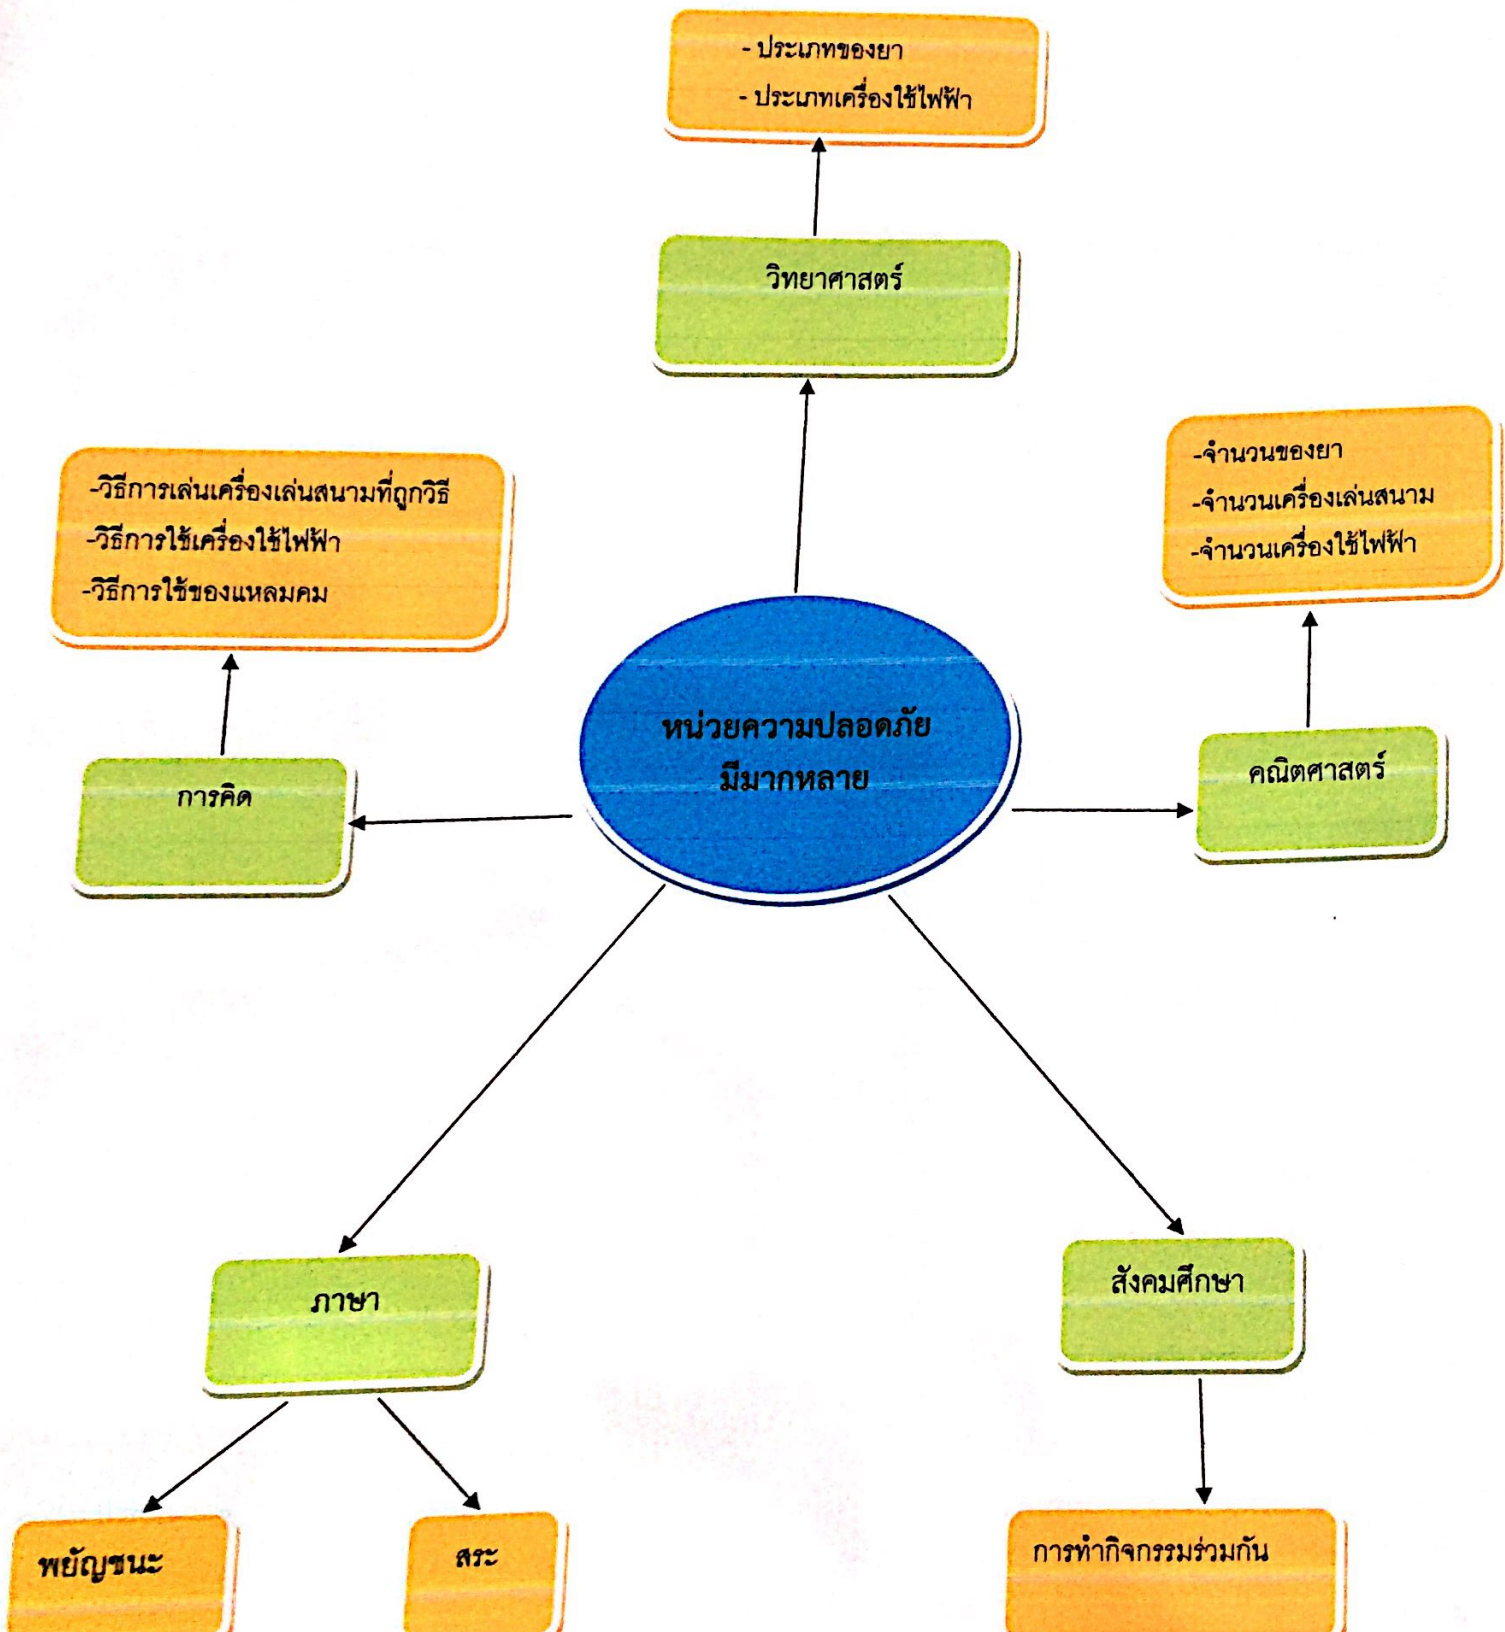 - ประเภทของยา
- ประเภทเครื่องใช้ไฟฟ้า
วิทยาศาสตร์
-วิธีการเล่นเครื่องเล่นสนามที่ถูกวิธี
-วิธีการใช้เครื่องใช้ไฟฟ้า
-วิธีการใช้ของแหลมคม
-จำนวนของยา
-จำนวนเครื่องเล่นสนาม
-จำนวนเครื่องใช้ไฟฟ้า
หน่วยความปลอดภัย
มีมากหลาย
การคิด
คณิตศาสตร์
ภาษา
สังคมศึกษา
พยัญชนะ
สระ
การทำกิจกรรมร่วมกัน